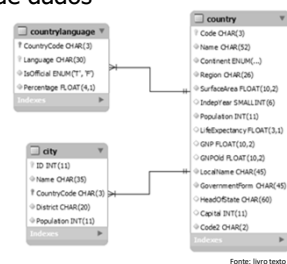 de dados
countrylanguage
CountryCode CHAR(3)
Language CHAR(30)
IsOfficial ENUM('T', 'F')
Percentage FLOAT(4,1)
Indexes
city
ID INT(11)
Name CHAR(35)
CountryCode CHAR(3)
District CHAR(20)
Population INT(11)
Indexes
country
Code CHAR(3)
Name CHAR(52)
Continent ENUM(...)
Region CHAR(26)
SurfaceArea FLOAT(10,2)
IndepYear SMALLINT(6)
Population INT(11)
LifeExpectancy FLOAT(3,1)
GNP FLOAT(10,2)
GNPOld FLOAT(10,2)
LocalName CHAR(45)
GovernmentForm CHAR(45)
HeadOfState CHAR(60)
Capital INT(11)
Code2 CHAR(2)
Indexes
Fonte: livro texto